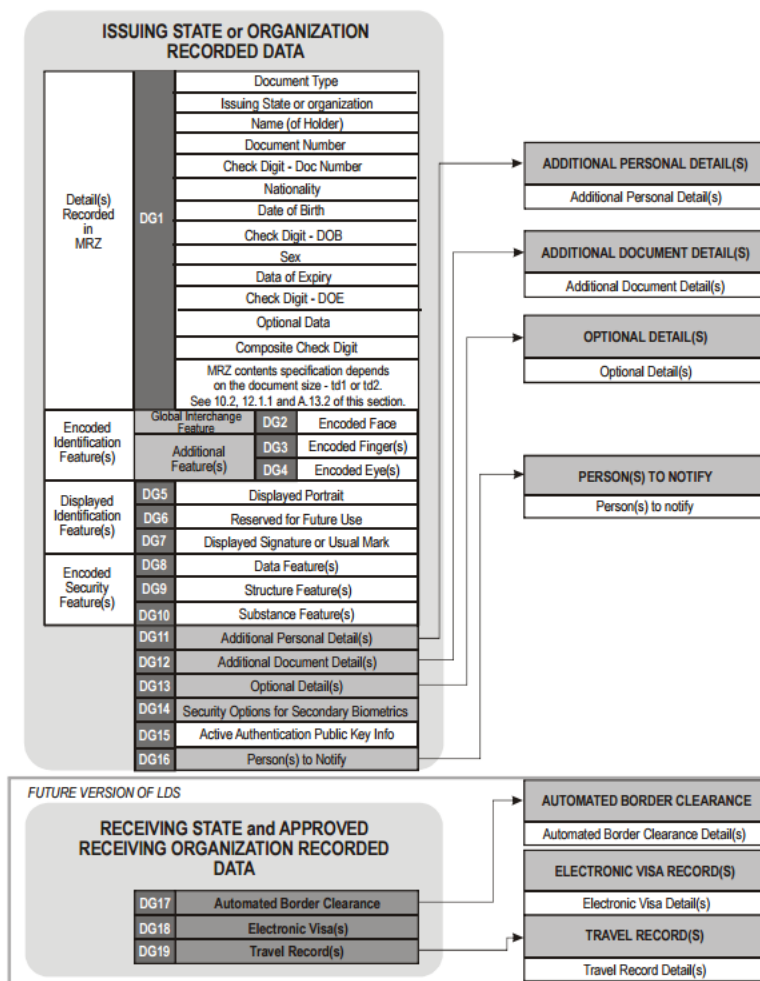 ISSUING STATE or ORGANIZATION
RECORDED DATA
Detail(s)
Recorded
in
MRZ
DG1
Document Type
Issuing State or organization
Name (of Holder)
Document Number
Check Digit - Doc Number
Nationality
Date of Birth
Check Digit - DOB
Sex
Data of Expiry
Check Digit - DOE
Optional Data
Composite Check Digit
MRZ contents specification depends
on the document size - td1 or td2.
See 10.2, 12.1.1 and A.13.2 of this section.
Encoded
Identification
Feature(s)
Global Interchange
Feature
DG2
Encoded Face
Additional
Feature(s)
DG3
Encoded Finger(s)
DG4
Encoded Eye(s)
Displayed
Identification
Feature(s)
DG5
Displayed Portrait
DG6
Reserved for Future Use
DG7
Displayed Signature or Usual Mark
Encoded
Security
Feature(s)
DG8
Data Feature(s)
DG9
Structure Feature(s)
DG10
Substance Feature(s)
DG11
Additional Personal Detail(s)
DG12
Additional Document Detail(s)
DG13
Optional Detail(s)
DG14
Security Options for Secondary Biometrics
DG15
Active Authentication Public Key Info
DG16
Person(s) to Notify
ADDITIONAL PERSONAL DETAIL(S)
Additional Personal Detail(s)
ADDITIONAL DOCUMENT DETAIL(S)
Additional Document Detail(s)
OPTIONAL DETAIL(S)
Optional Detail(s)
PERSON(S) TO NOTIFY
Person(s) to notify
FUTURE VERSION OF LDS
RECEIVING STATE and APPROVED
RECEIVING ORGANIZATION RECORDED
DATA
DG17
Automated Border Clearance
DG18
Electronic Visa(s)
DG19
Travel Record(s)
AUTOMATED BORDER CLEARANCE
Automated Border Clearance Detail(s)
ELECTRONIC VISA RECORD(S)
Electronic Visa Detail(s)
TRAVEL RECORD(S)
Travel Record Detail(s)